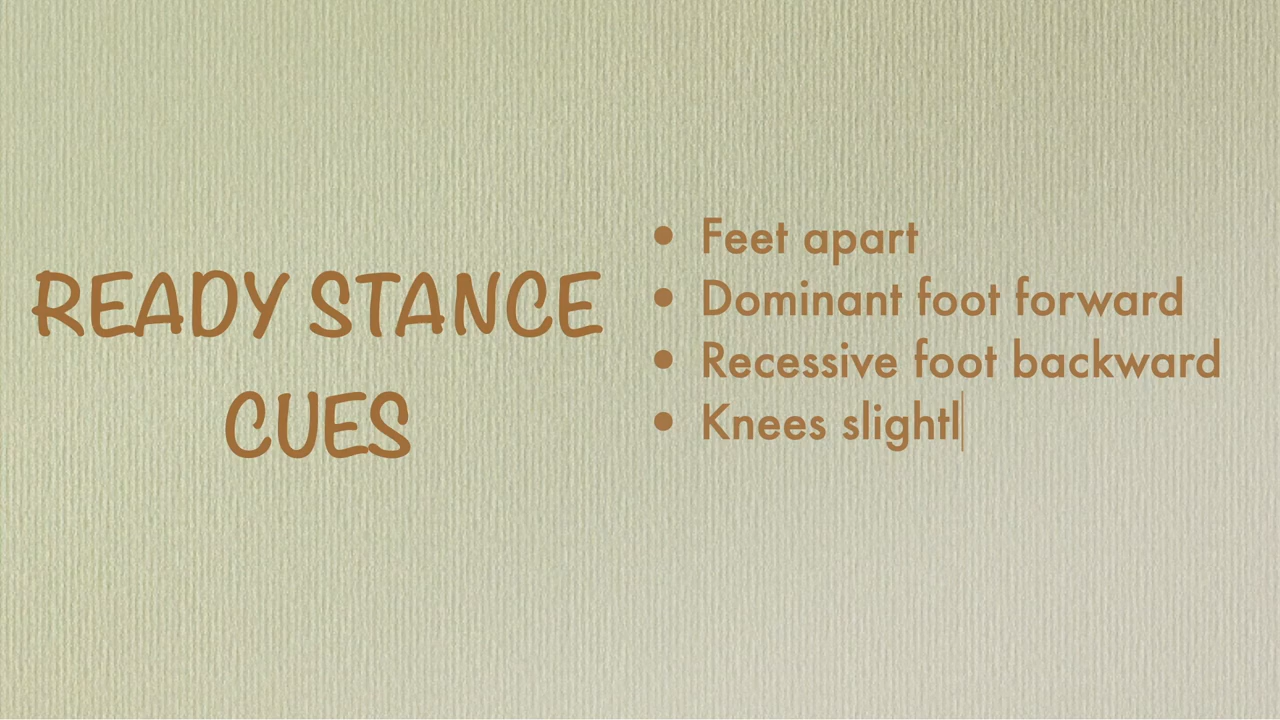 READY STANCE
CUES
• Feet apart
• Dominant foot forward
• Recessive foot backward
• Knees slightl